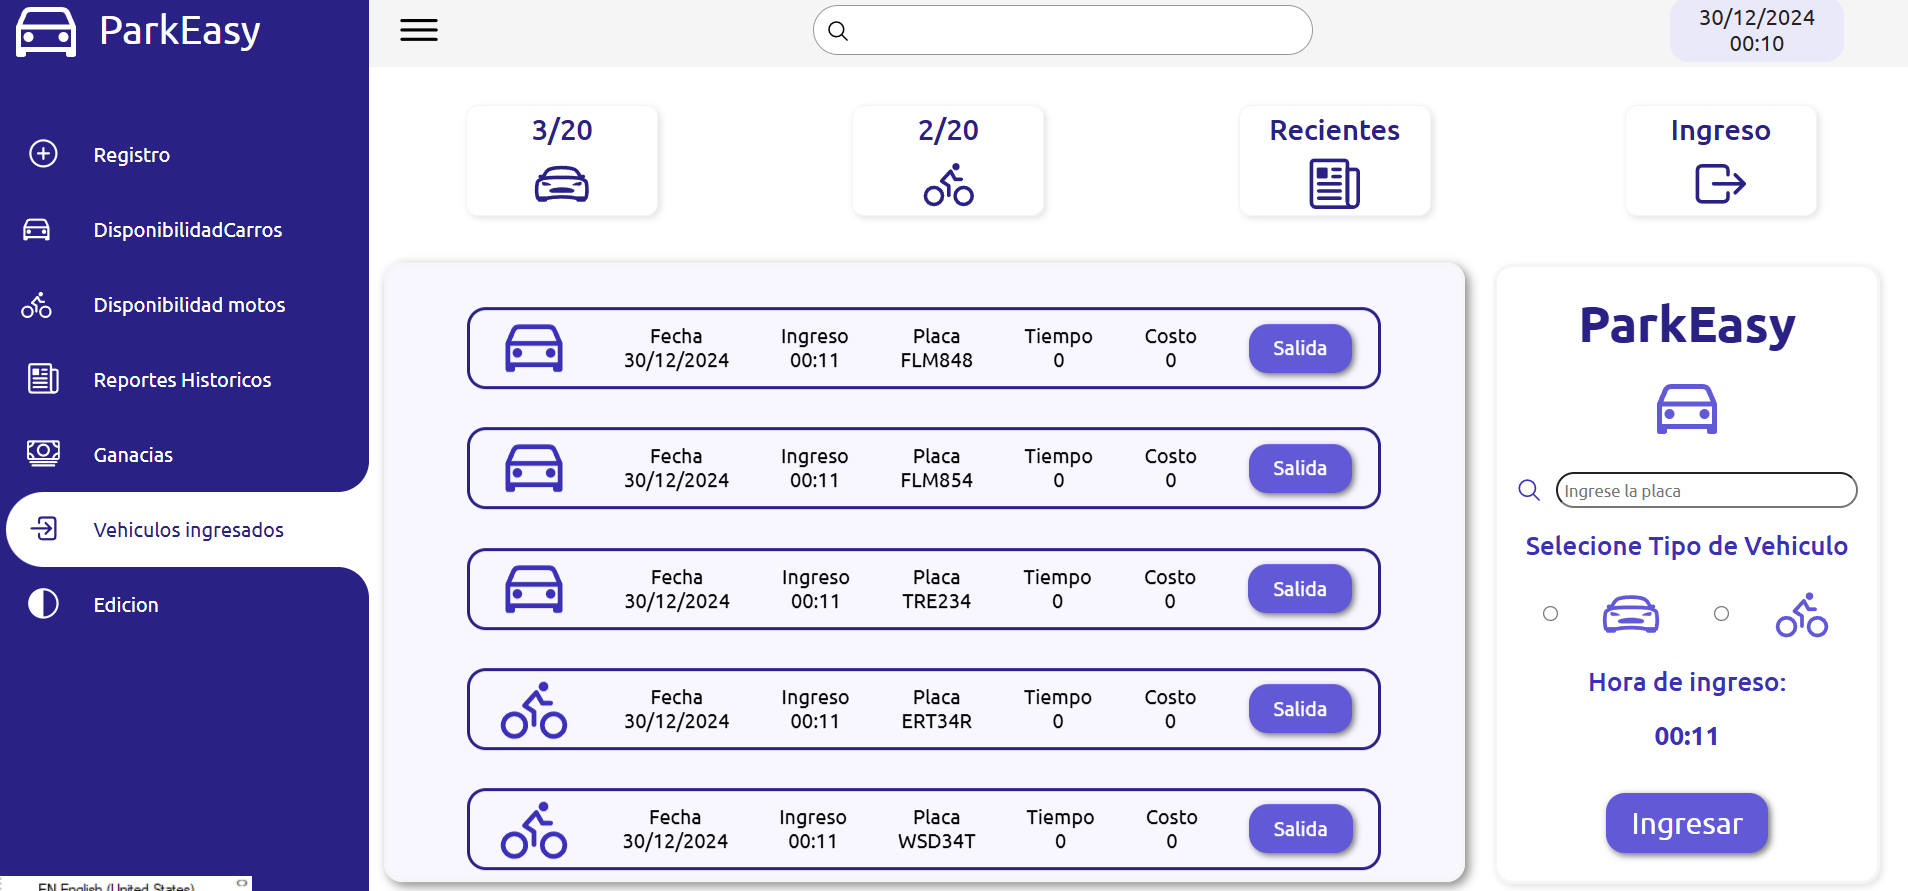 ParkEasy
30/12/2024
00:10
Registro
DisponibilidadCarros
Disponibilidad motos
Reportes Historicos
Ganacias
Vehiculos ingresados
Edicion
3/20
2/20
Recientes
Ingreso
Fecha Ingreso Placa Tiempo Costo
30/12/2024 00:11 FLM848 0 0
Salida
Fecha Ingreso Placa Tiempo Costo
30/12/2024 00:11 FLM854 0 0
Salida
Fecha Ingreso Placa Tiempo Costo
30/12/2024 00:11 TRE234 0 0
Salida
Fecha Ingreso Placa Tiempo Costo
30/12/2024 00:11 ERT34R 0 0
Salida
Fecha Ingreso Placa Tiempo Costo
30/12/2024 00:11 WSD34T 0 0
Salida
ParkEasy
Ingrese la placa
Selecione Tipo de Vehiculo
Hora de ingreso:
00:11
Ingresar
EN English (United States)